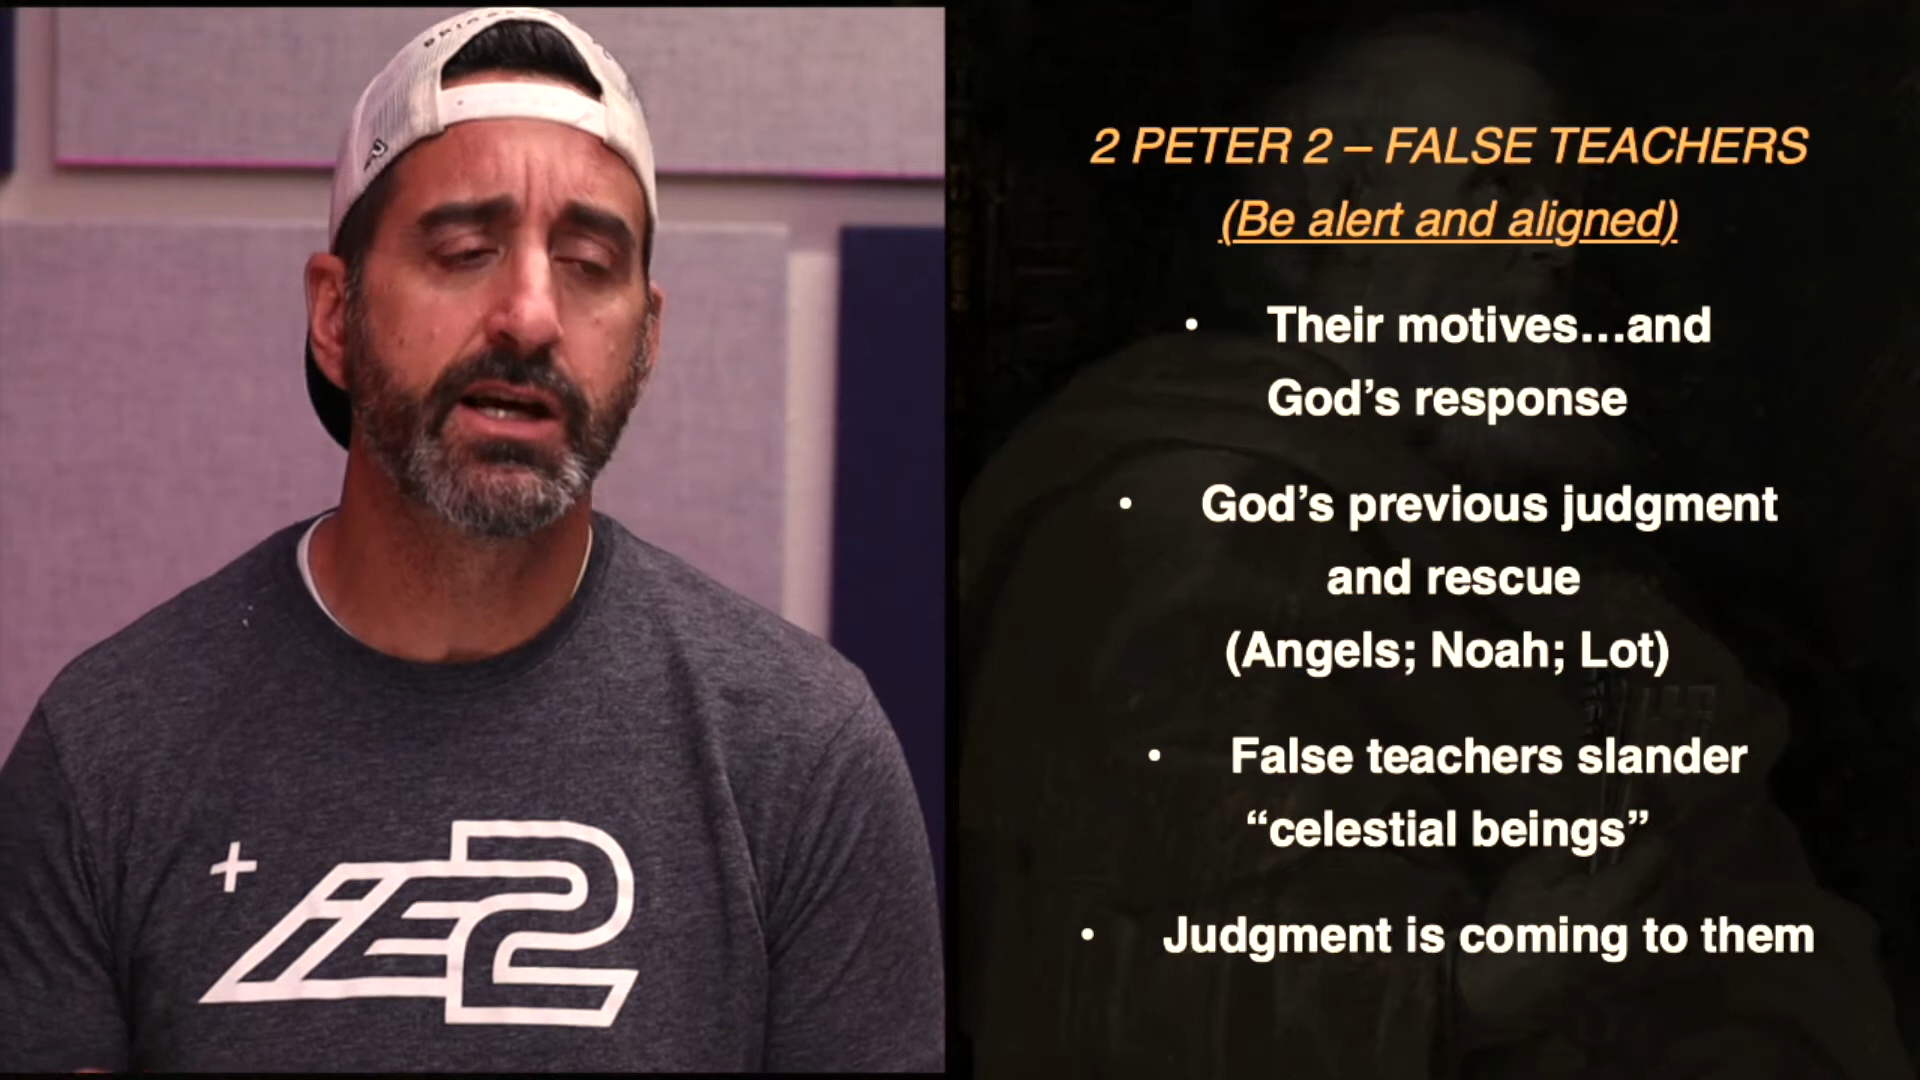 2 PETER 2 – FALSE TEACHERS
(Be alert and aligned)
• Their motives...and
God’s response
• God’s previous judgment
and rescue
(Angels; Noah; Lot)
• False teachers slander
“celestial beings”
• Judgment is coming to them
+ iE2